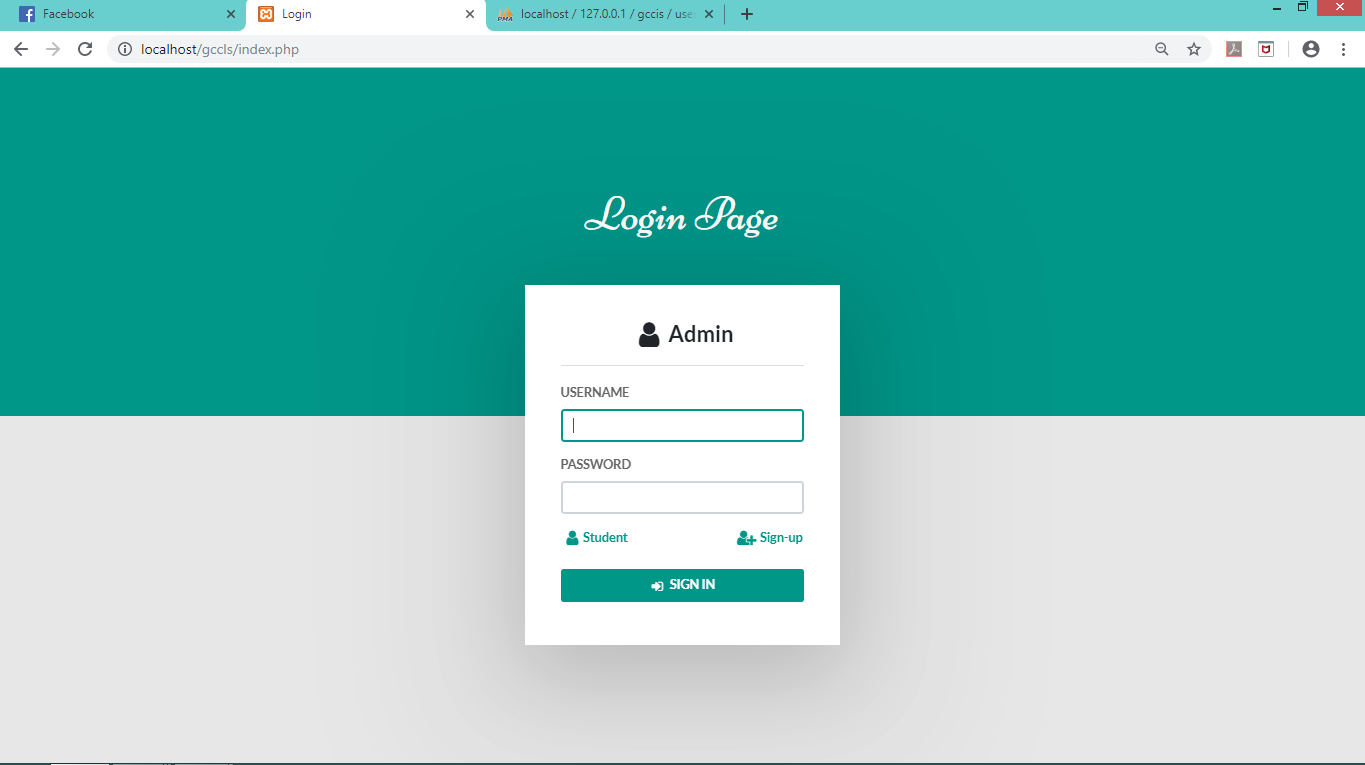 Facebook
Login
localhost / 127.0.0.1 / gccis / use
localhost/gccls/index.php
Login Page
Admin
USERNAME
PASSWORD
Student
Sign-up
SIGN IN